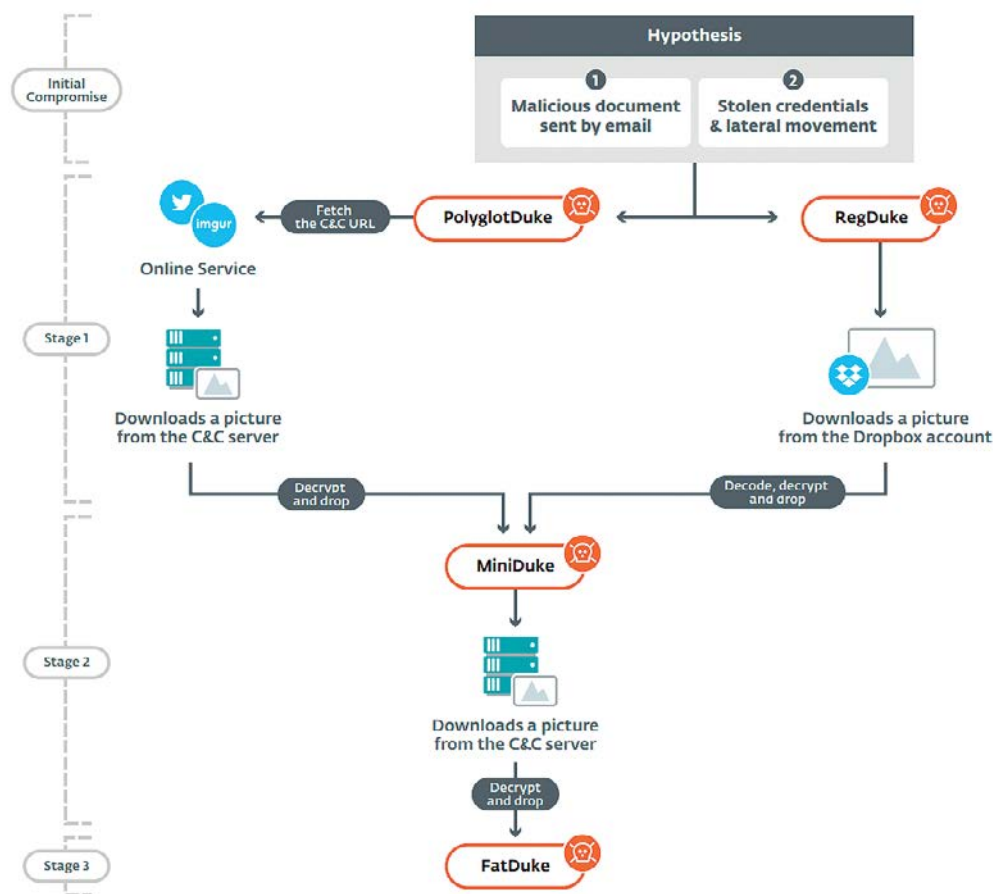 Hypothesis
Initial
Compromise
1
Malicious document
sent by email
2
Stolen credentials
& lateral movement
imgur
Online Service
Fetch
the C&C URL
PolyglotDuke
RegDuke
Stage 1
Downloads a picture
from the C&C server
Downloads a picture
from the Dropbox account
Decrypt
and drop
Decode, decrypt
and drop
MiniDuke
Stage 2
Downloads a picture
from the C&C server
Decrypt
and drop
Stage 3
FatDuke